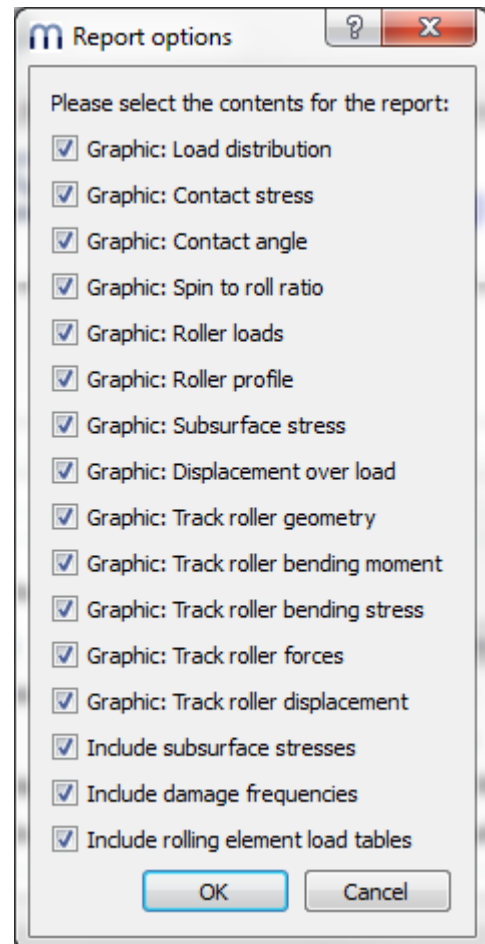 Report options
Please select the contents for the report:
Graphic: Load distribution
Graphic: Contact stress
Graphic: Contact angle
Graphic: Spin to roll ratio
Graphic: Roller loads
Graphic: Roller profile
Graphic: Subsurface stress
Graphic: Displacement over load
Graphic: Track roller geometry
Graphic: Track roller bending moment
Graphic: Track roller bending stress
Graphic: Track roller forces
Graphic: Track roller displacement
Include subsurface stresses
Include damage frequencies
Include rolling element load tables
OK Cancel